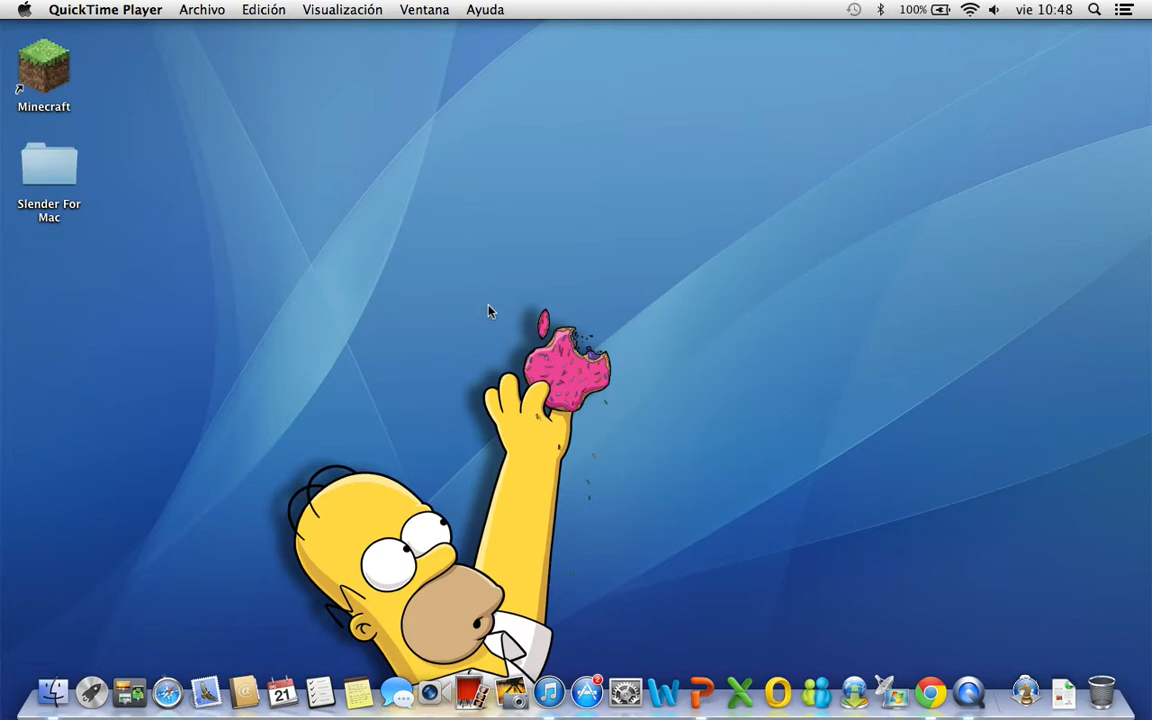 QuickTime Player Archivo Edición Visualización Ventana Ayuda 100% vie 10:48
Minecraft
Slender For
Mac
21